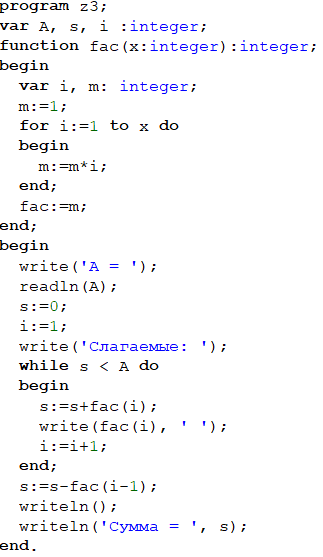 program z3;
var A, s, i :integer;
function fac(x:integer):integer;
begin
  var i, m: integer;
  m:=1;
  for i:=1 to x do
  begin
    m:=m*i;
  end;
  fac:=m;
end;
begin
  write('A = ');
  readln(A);
  s:=0;
  i:=1;
  write('Слагаемые: ');
  while s < A do
  begin
    s:=s+fac(i);
    write(fac(i), ' ');
    i:=i+1;
  end;
  s:=s-fac(i-1);
  writeln();
  writeln('Сумма = ', s);
end.